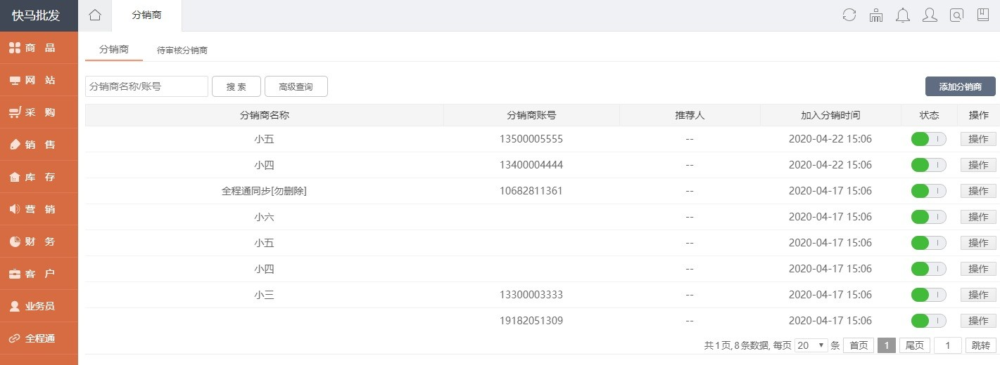 快马批发 分销商
商 品
网 站
采 购
销 售
库 存
营 销
财 务
客 户
业务员
全程通
分销商 待审核分销商
分销商名称/账号 搜 索 高级查询 添加分销商
分销商名称 分销商账号 推荐人 加入分销时间 状态 操作
小五 13500005555 -- 2020-04-22 15:06 操作
小四 13400004444 -- 2020-04-22 15:06 操作
全程通同步[勿删除] 10682811361 -- 2020-04-17 15:06 操作
小六 -- 2020-04-17 15:06 操作
小五 -- 2020-04-17 15:06 操作
小四 -- 2020-04-17 15:06 操作
小三 13300003333 -- 2020-04-17 15:06 操作
19182051309 -- 2020-04-17 15:06 操作
共1页,8条数据, 每页 20 条 首页 1 尾页 1 跳转